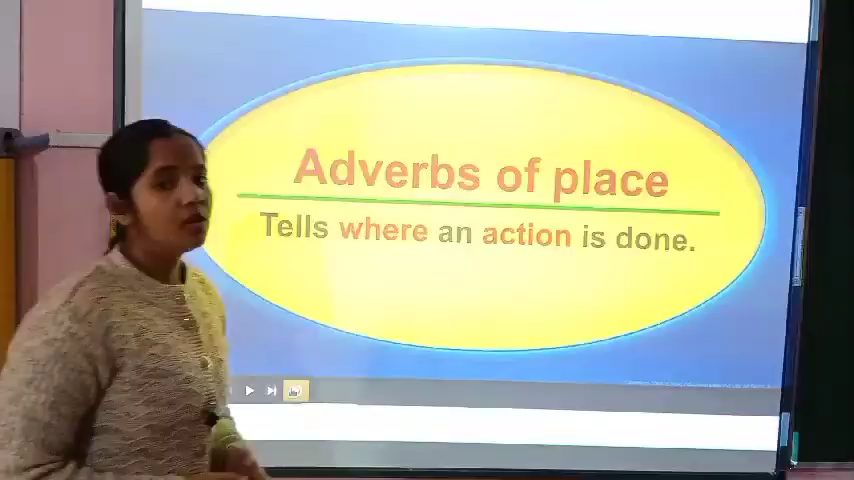 Adverbs of place
Tells where an action is done.